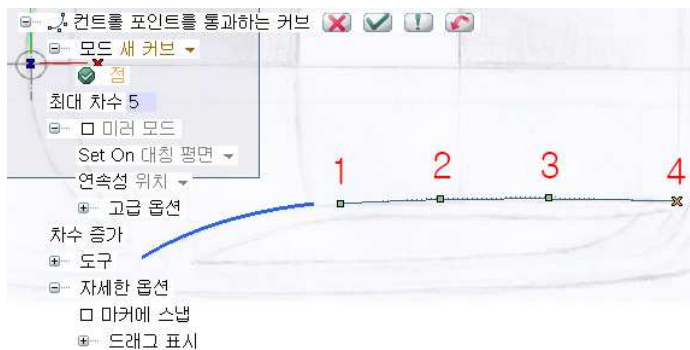 컨트롤 포인트를 통과하는 커브
모드 새 커브
점
최대 차수 5
미러 모드
Set On 대칭 평면
연속성 위치
고급 옵션
차수 증가
도구
자세한 옵션
마커에 스냅
드래그 표시
1 2 3 4